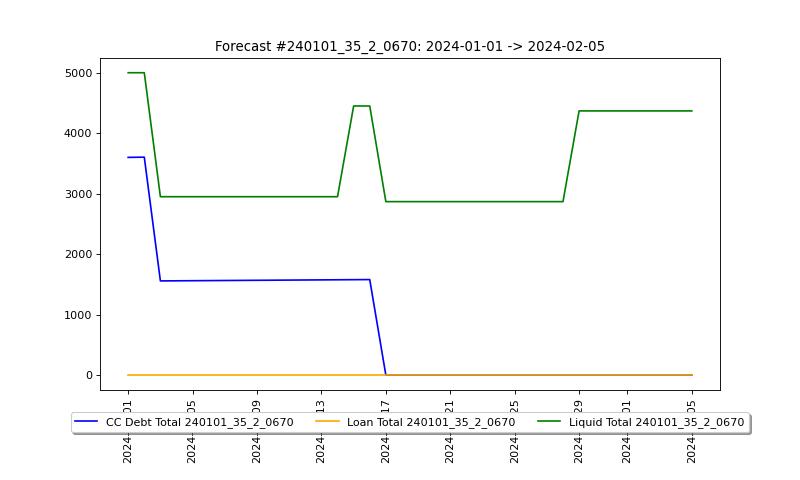 Forecast #240101_35_2_0670: 2024-01-01 -> 2024-02-05
5000
4000
3000
2000
1000
0
CC Debt Total 240101_35_2_0670
Loan Total 240101_35_2_0670
Liquid Total 240101_35_2_0670